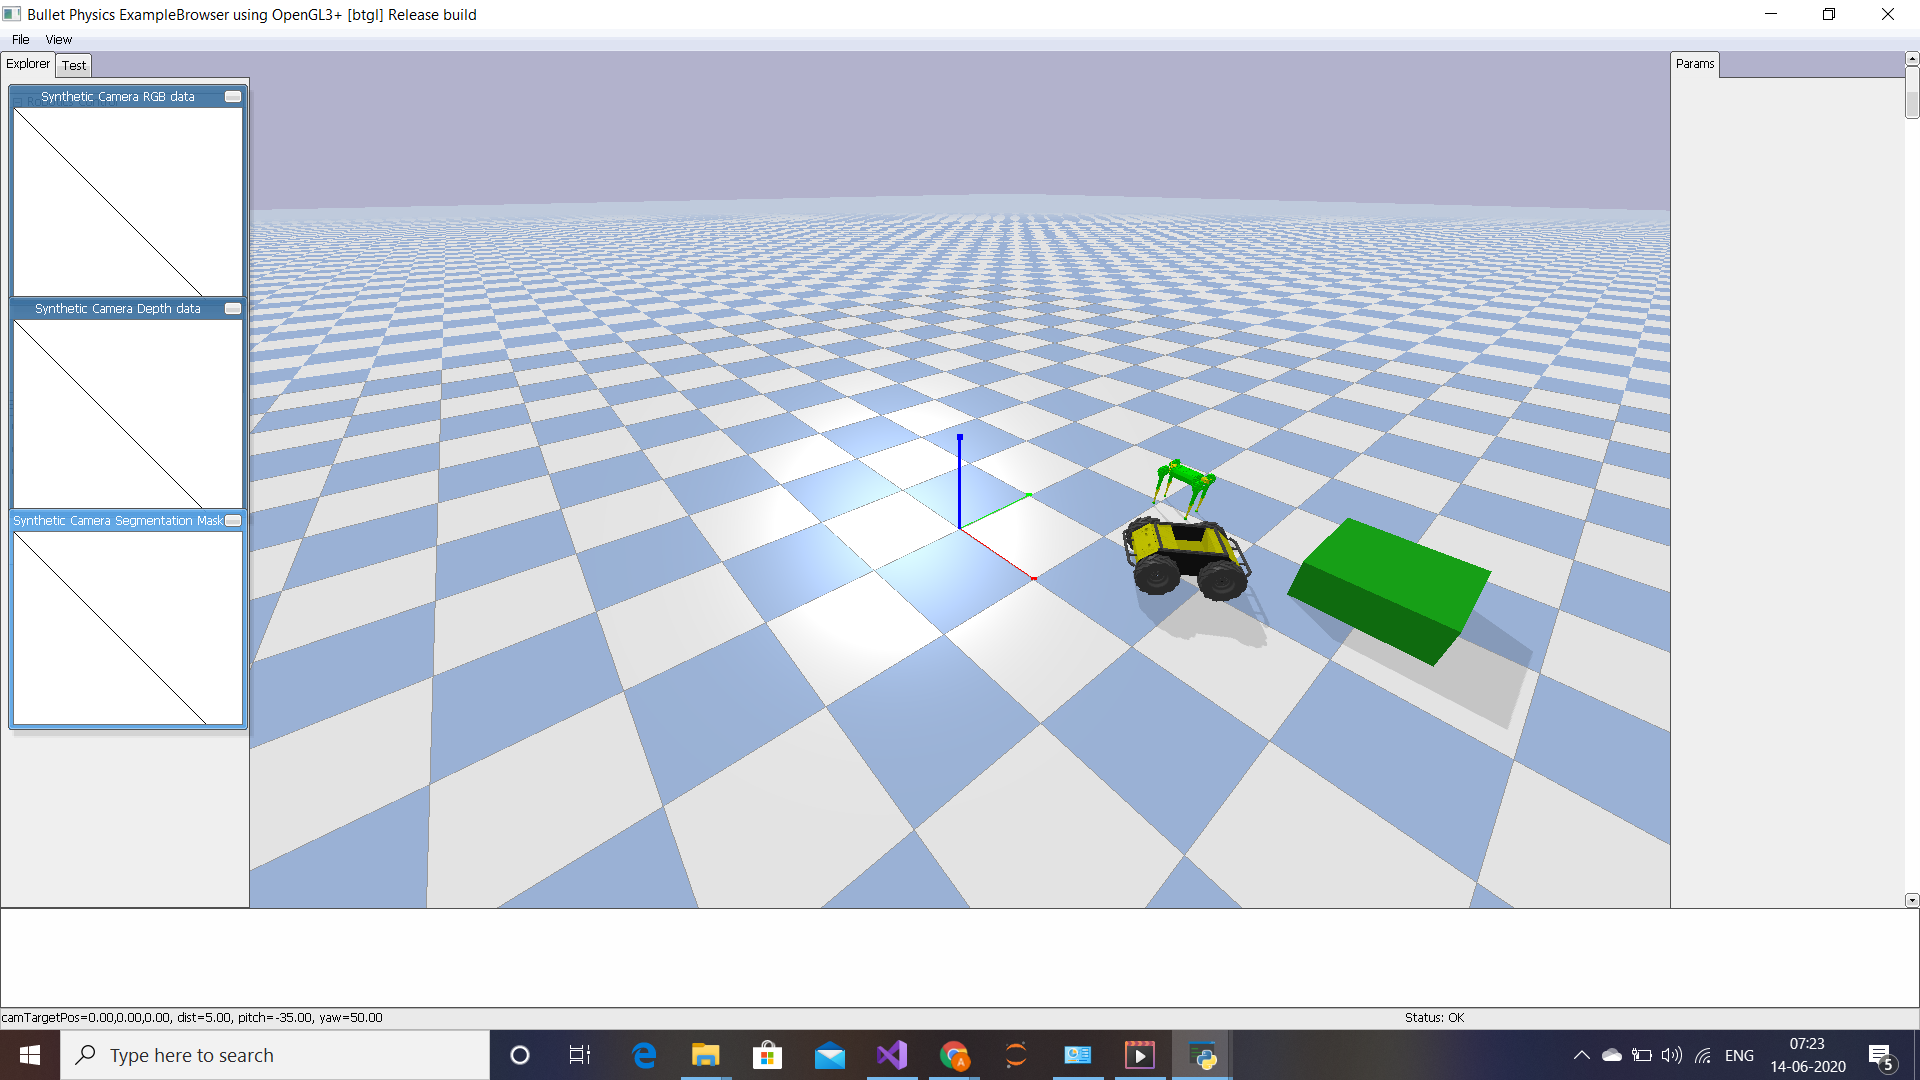 Bullet Physics ExampleBrowser using OpenGL3+ [btgl] Release build
File View
Explorer Test
Params
Synthetic Camera RGB data
Synthetic Camera Depth data
Synthetic Camera Segmentation Mask
camTargetPos=0.00,0.00,0.00, dist=5.00, pitch=-35.00, yaw=50.00
Status: OK
Type here to search
A
ENG
07:23
14-06-2020
5